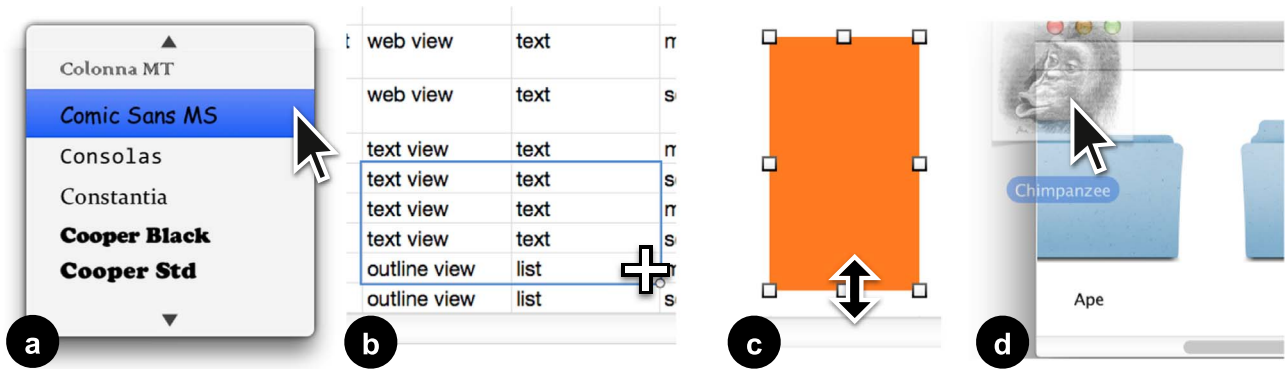 Colonna MT
Comic Sans MS
Consolas
Constantia
Cooper Black
Cooper Std
a
web view text
web view text
text view text
text view text
text view text
text view text
outline view list
outline view list
b
c
Chimpanzee
Ape
d